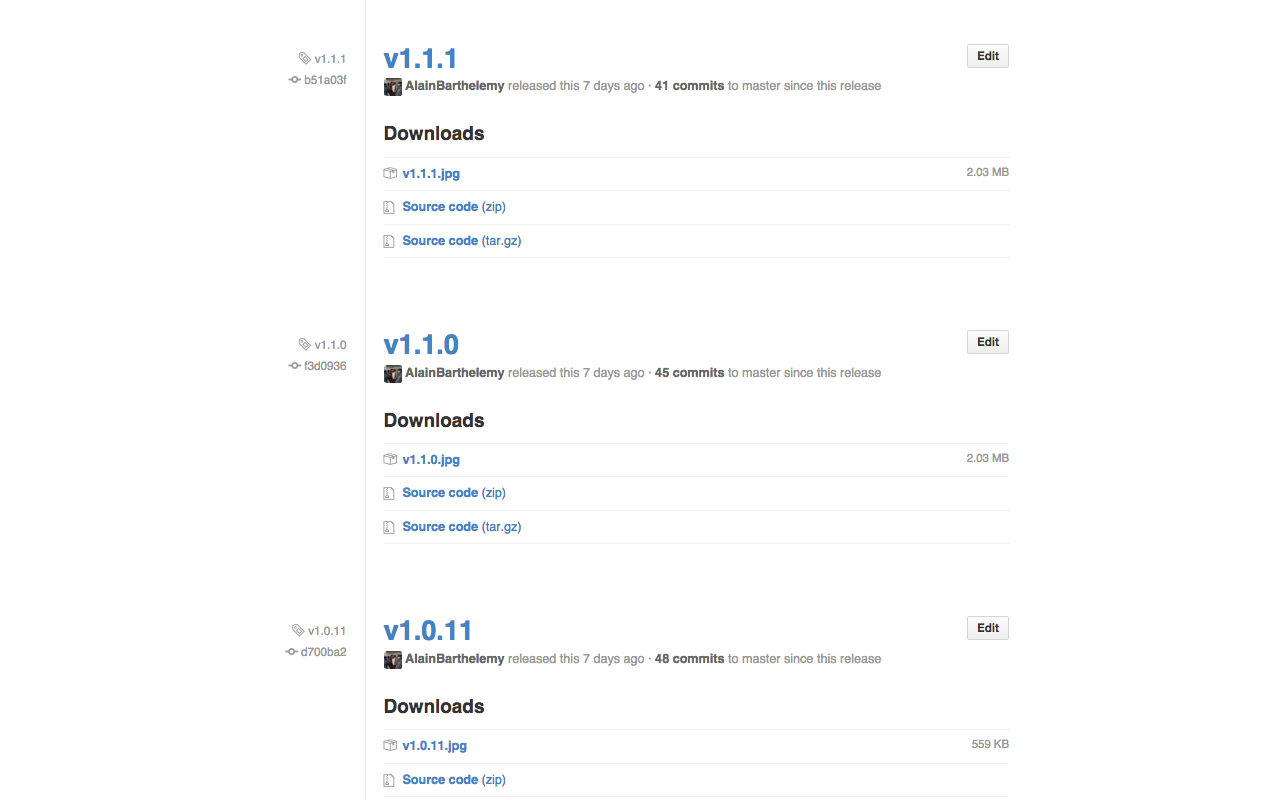 v1.1.1
b51a03f
v1.1.1
Edit
AlainBarthelemy released this 7 days ago · 41 commits to master since this release
Downloads
v1.1.1.jpg 2.03 MB
Source code (zip)
Source code (tar.gz)
v1.1.0
f3d0936
v1.1.0
Edit
AlainBarthelemy released this 7 days ago · 45 commits to master since this release
Downloads
v1.1.0.jpg 2.03 MB
Source code (zip)
Source code (tar.gz)
v1.0.11
d700ba2
v1.0.11
Edit
AlainBarthelemy released this 7 days ago · 48 commits to master since this release
Downloads
v1.0.11.jpg 559 KB
Source code (zip)